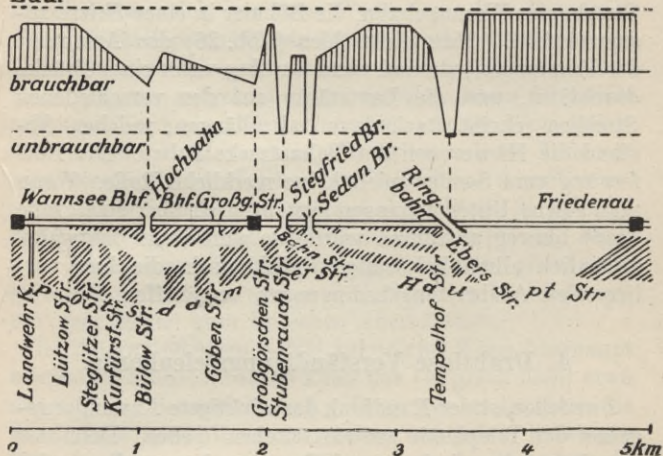 brauchbar
unbrauchbar
Hochbahn
Siegfried Br.
Sedan Br.
Ring-
bahn
Wannsee Bhf.
Bhf. Großg. Str.
Friedenau
Ebers Str.
Bahn
er Str.
Potsdam
Haupt Str
Landwehr K.
Lützow Str.
Steglitzer Str.
Kurfürst Str.
Bülow Str.
Göben Str.
Großgörschen Str.
Stubenrauch Str.
Tempelhof Str.
0 1 2 3 4 5km